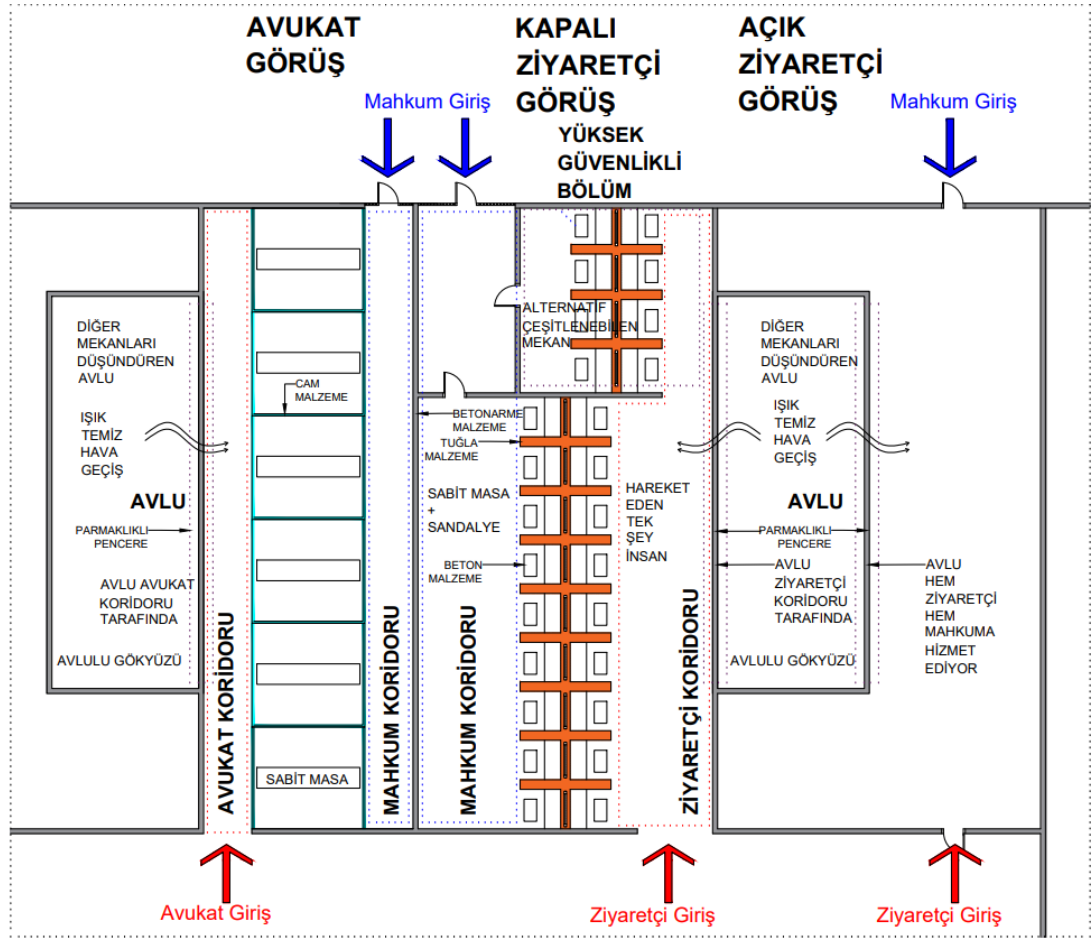 AVUKAT
GÖRÜŞ
KAPALI
ZİYARETÇİ
GÖRÜŞ
AÇIK
ZİYARETÇİ
GÖRÜŞ
Mahkum Giriş
Mahkum Giriş
YÜKSEK
GÜVENLİKLİ
BÖLÜM
DİĞER
MEKANLARI
DÜŞÜNDÜREN
AVLU
IŞIK
TEMİZ
HAVA
GEÇİŞ
AVLU
PARMAKLIKLI
PENCERE
AVLU AVUKAT
KORİDORU
TARAFINDA
AVLULU GÖKYÜZÜ
AVUKAT KORİDORU
CAM
MALZEME
SABİT MASA
MAHKUM KORİDORU
BETONARME
MALZEME
TUĞLA
MALZEME
SABİT MASA
+
SANDALYE
BETON
MALZEME
MAHKUM KORİDORU
ALTERNATİF
ÇEŞİTLENEBİLEN
MEKAN
HAREKET
EDEN
TEK
ŞEY
İNSAN
ZİYARETÇİ KORİDORU
DİĞER
MEKANLARI
DÜŞÜNDÜREN
AVLU
IŞIK
TEMİZ
HAVA
GEÇİŞ
AVLU
PARMAKLIKLI
PENCERE
AVLU
ZİYARETÇİ
KORİDORU
TARAFINDA
AVLULU GÖKYÜZÜ
AVLU
HEM
ZİYARETÇİ
HEM
MAHKUMA
HİZMET
EDİYOR
Avukat Giriş
Ziyaretçi Giriş
Ziyaretçi Giriş